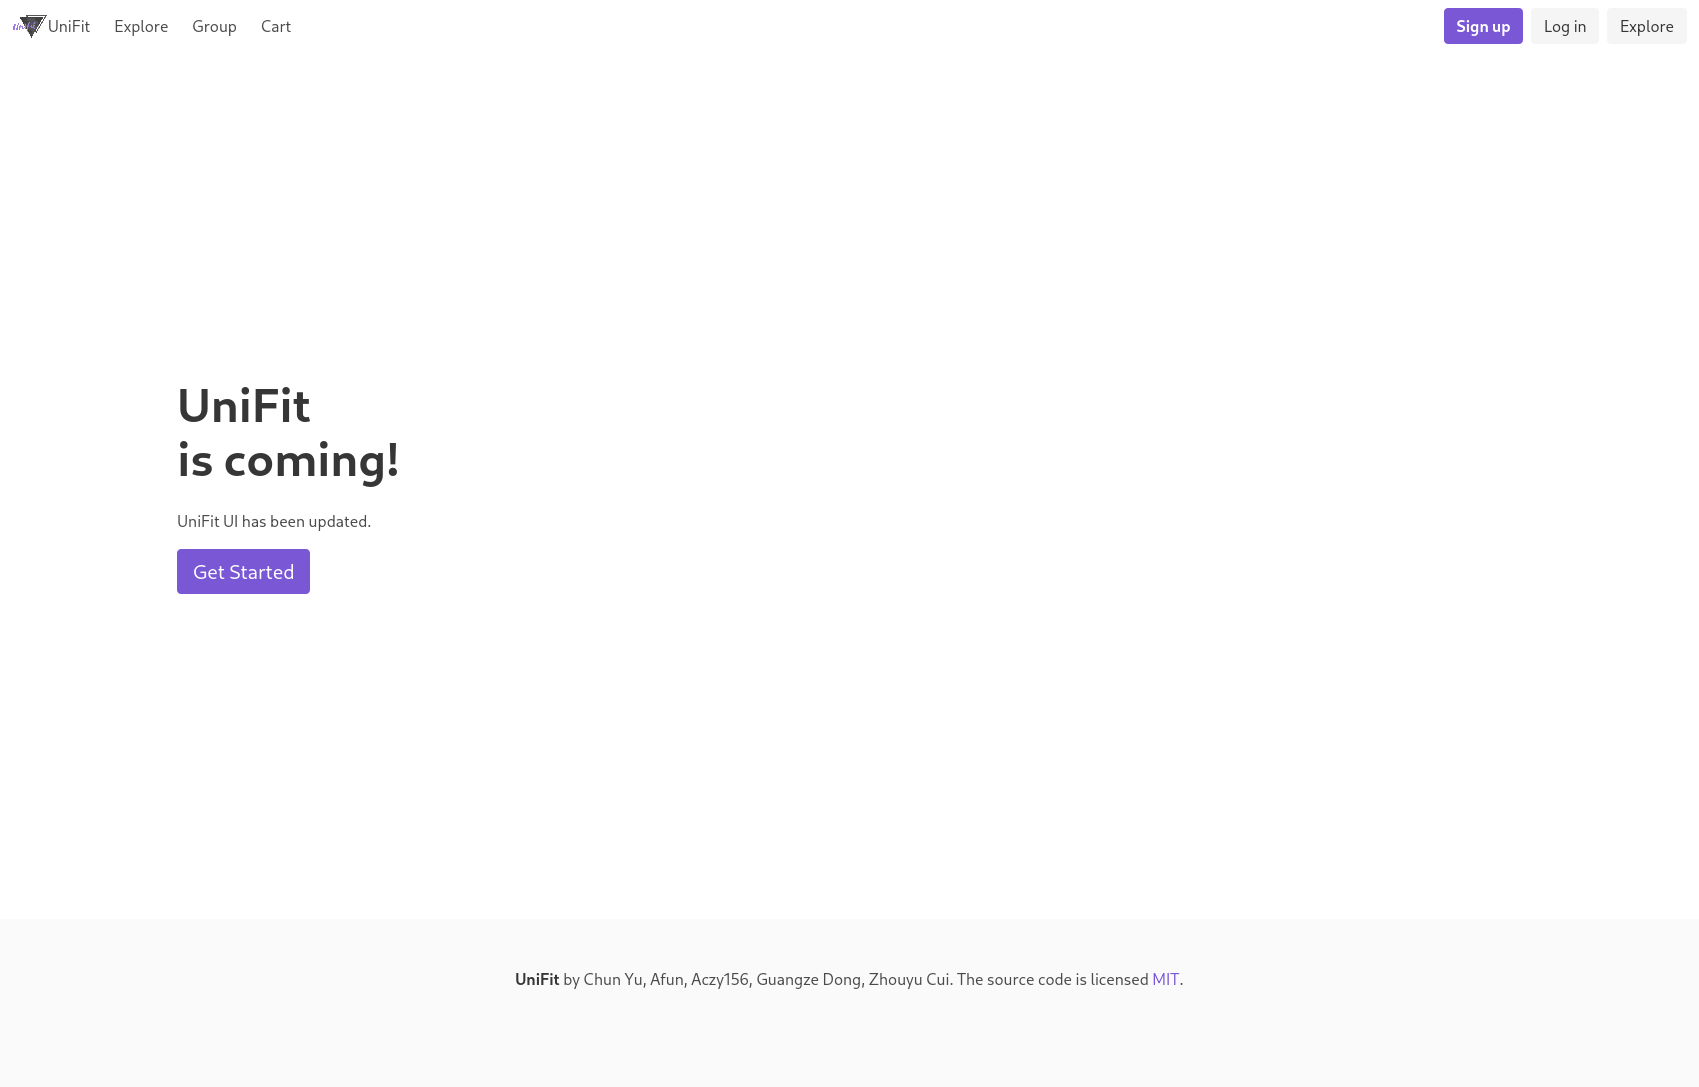 UniFit Explore Group Cart Sign up Log in Explore
UniFit
is coming!
UniFit UI has been updated.
Get Started
UniFit by Chun Yu, Afun, Aczy156, Guangze Dong, Zhouyu Cui. The source code is licensed MIT.